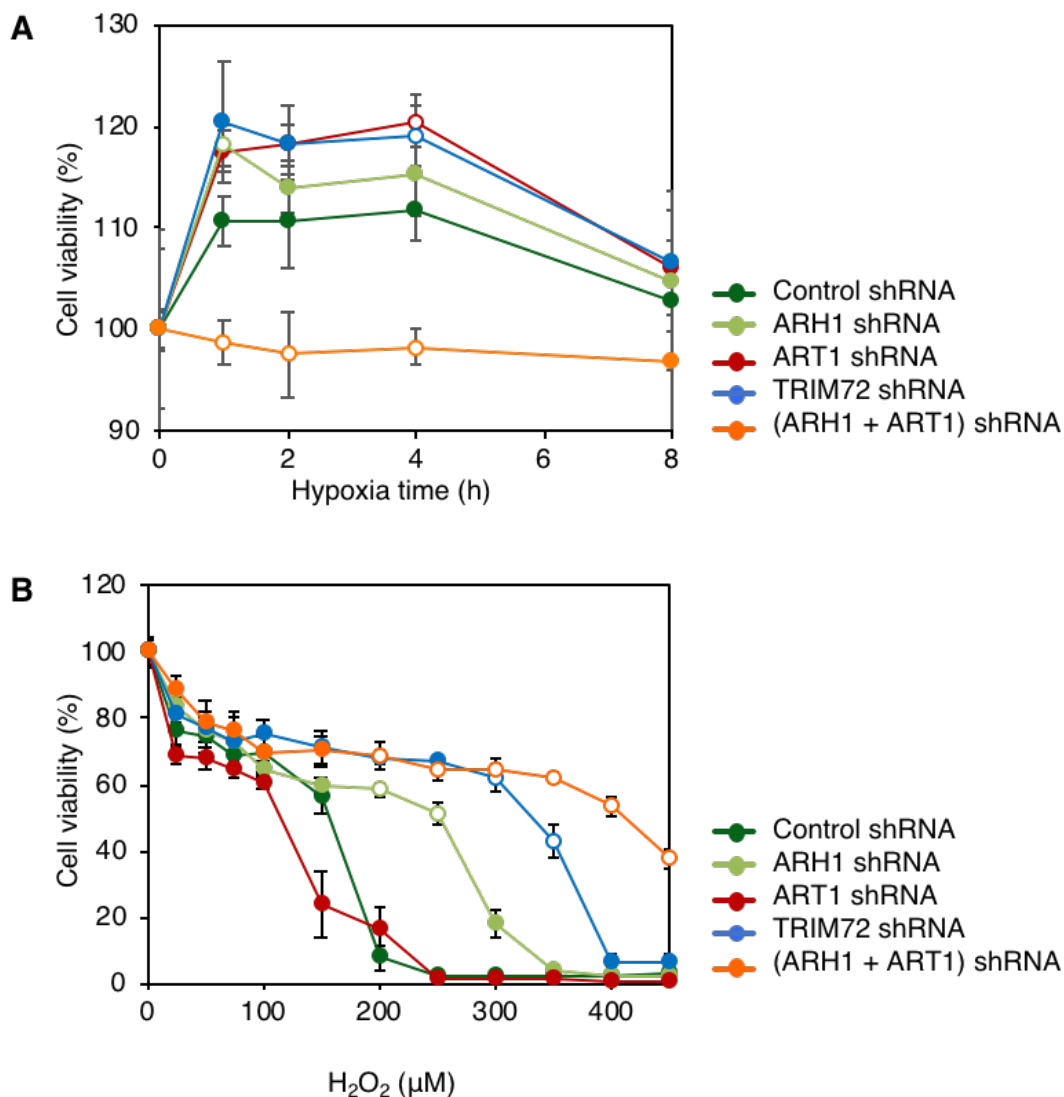 A
130
120
110
100
90
Cell viability (%)
0
2
4
6
8
Hypoxia time (h)
Control shRNA
ARH1 shRNA
ART1 shRNA
TRIM72 shRNA
(ARH1 + ART1) shRNA
B
120
100
80
60
40
20
0
Cell viability (%)
0
100
200
300
400
H₂O₂ (μM)
Control shRNA
ARH1 shRNA
ART1 shRNA
TRIM72 shRNA
(ARH1 + ART1) shRNA